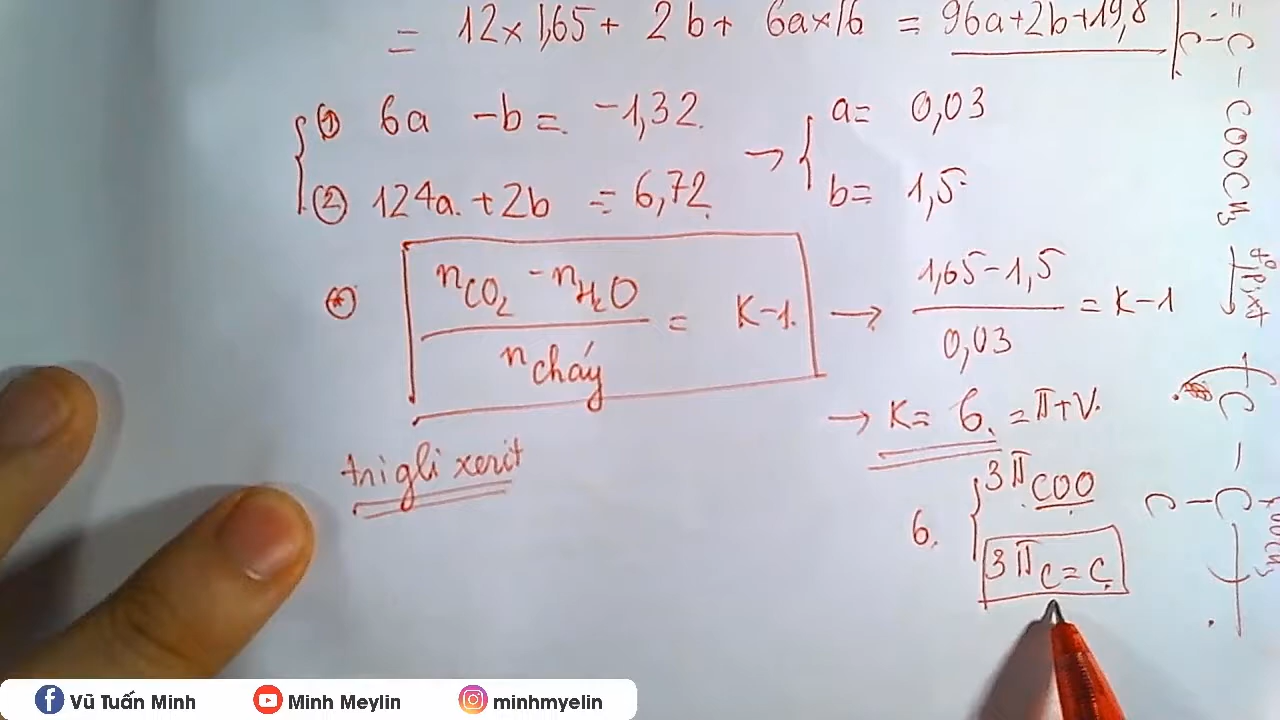 = 12×1,65 + 2b + 6a×16 = 96a+2b+19,8
(1) 6a - b = -1,32
(2) 124a + 2b = 6,72
→ a = 0,03
b = 1,5
(*) nCO2 - nH2O / ncháy = K-1. → 1,65-1,5 / 0,03 = K-1
→ K = 6. = π+V.
trigli xerit
6. 3π COO
3π C=C
C - COOCH3
to, p, xt
C - C
Vũ Tuấn Minh
Minh Meylin
minhmyelin